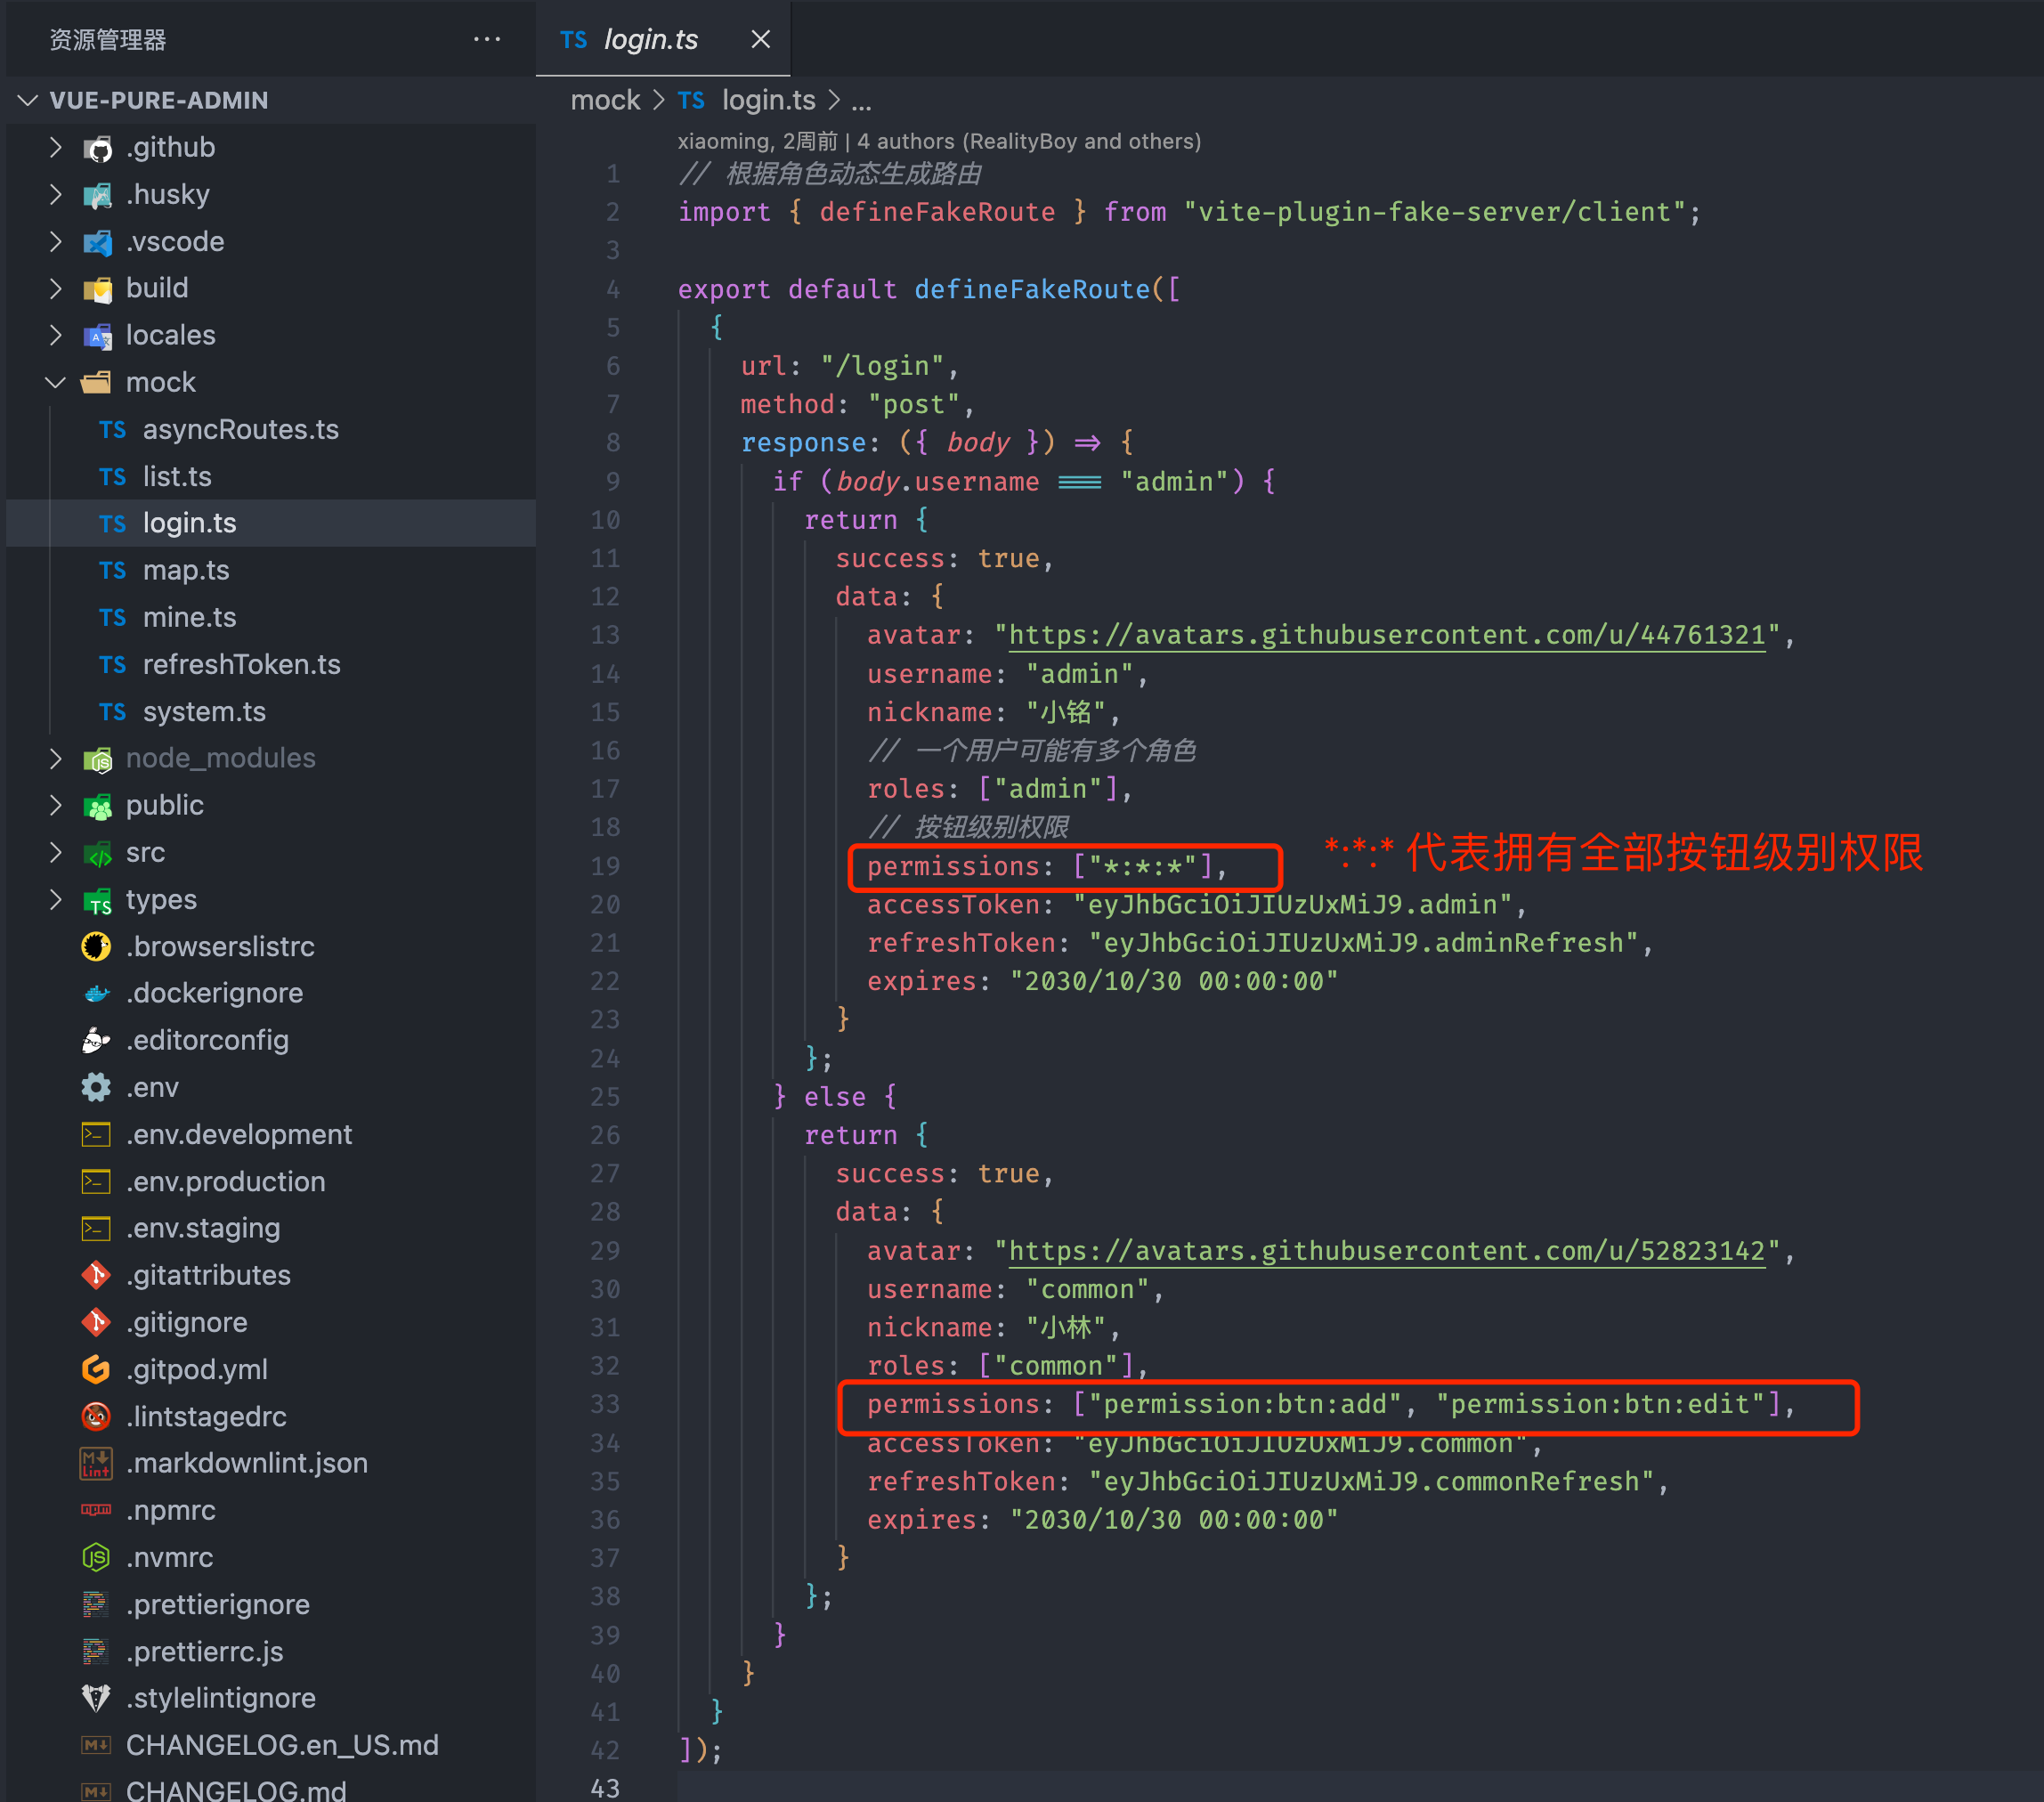 资源管理器
VUE-PURE-ADMIN
.github
.husky
.vscode
build
locales
mock
TS asyncRoutes.ts
TS list.ts
TS login.ts
TS map.ts
TS mine.ts
TS refreshToken.ts
TS system.ts
node_modules
public
src
types
.browserslistrc
.dockerignore
.editorconfig
.env
.env.development
.env.production
.env.staging
.gitattributes
.gitignore
.gitpod.yml
.lintstagedrc
.markdownlint.json
.npmrc
.nvmrc
.prettierignore
.prettierrc.js
.stylelintignore
CHANGELOG.en_US.md
CHANGELOG.md
TS login.ts
mock > TS login.ts > ...
xiaoming, 2周前 | 4 authors (RealityBoy and others)
1 // 根据角色动态生成路由
2 import { defineFakeRoute } from "vite-plugin-fake-server/client";
3
4 export default defineFakeRoute([
5 {
6 url: "/login",
7 method: "post",
8 response: ({ body }) => {
9 if (body.username === "admin") {
10 return {
11 success: true,
12 data: {
13 avatar: "https://avatars.githubusercontent.com/u/44761321",
14 username: "admin",
15 nickname: "小铭",
16 // 一个用户可能有多个角色
17 roles: ["admin"],
18 // 按钮级别权限
19 permissions: ["*:*:*"], *:*:* 代表拥有全部按钮级别权限
20 accessToken: "eyJhbGciOiJIUzUxMiJ9.admin",
21 refreshToken: "eyJhbGciOiJIUzUxMiJ9.adminRefresh",
22 expires: "2030/10/30 00:00:00"
23 }
24 };
25 } else {
26 return {
27 success: true,
28 data: {
29 avatar: "https://avatars.githubusercontent.com/u/52823142",
30 username: "common",
31 nickname: "小林",
32 roles: ["common"],
33 permissions: ["permission:btn:add", "permission:btn:edit"],
34 accessToken: "eyJhbGciOiJIUzUxMiJ9.common",
35 refreshToken: "eyJhbGciOiJIUzUxMiJ9.commonRefresh",
36 expires: "2030/10/30 00:00:00"
37 }
38 };
39 }
40 }
41 }
42 ]);
43